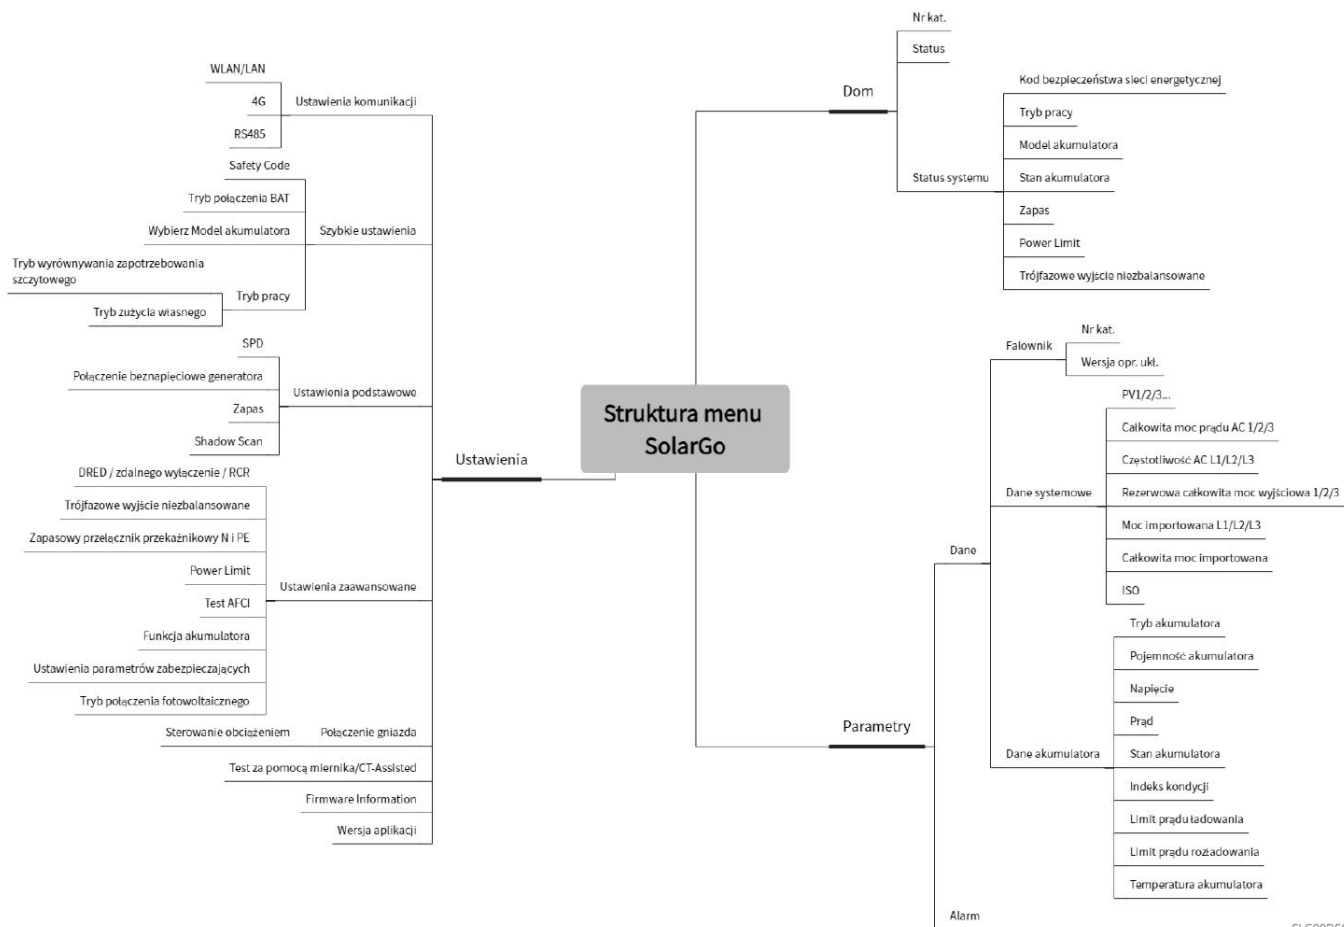 Struktura menu
SolarGo
Dom
Nr kat.
Status
Status systemu
Kod bezpieczeństwa sieci energetycznej
Tryb pracy
Model akumulatora
Stan akumulatora
Zapas
Power Limit
Trójfazowe wyjście niezbalansowane
Parametry
Dane
Falownik
Nr kat.
Wersja opr. ukł.
Dane systemowe
PV1/2/3...
Całkowita moc prądu AC 1/2/3
Częstotliwość AC L1/L2/L3
Rezerwowa całkowita moc wyjściowa 1/2/3
Moc importowana L1/L2/L3
Całkowita moc importowana
ISO
Dane akumulatora
Tryb akumulatora
Pojemność akumulatora
Napięcie
Prąd
Stan akumulatora
Indeks kondycji
Limit prądu ładowania
Limit prądu rozładowania
Temperatura akumulatora
Alarm
Ustawienia
Ustawienia komunikacji
WLAN/LAN
4G
RS485
Szybkie ustawienia
Safety Code
Tryb połączenia BAT
Wybierz Model akumulatora
Tryb pracy
Tryb wyrównywania zapotrzebowania
szczytowego
Tryb zużycia własnego
Ustawienia podstawowe
SPD
Połączenie beznapięciowe generatora
Zapas
Shadow Scan
Ustawienia zaawansowane
DRED / zdalnego wyłączenie / RCR
Trójfazowe wyjście niezbalansowane
Zapasowy przełącznik przekaźnikowy N i PE
Power Limit
Test AFCI
Funkcja akumulatora
Ustawienia parametrów zabezpieczających
Tryb połączenia fotowoltaicznego
Połączenie gniazda
Sterowanie obciążeniem
Test za pomocą miernika/CT-Assisted
Firmware Information
Wersja aplikacji